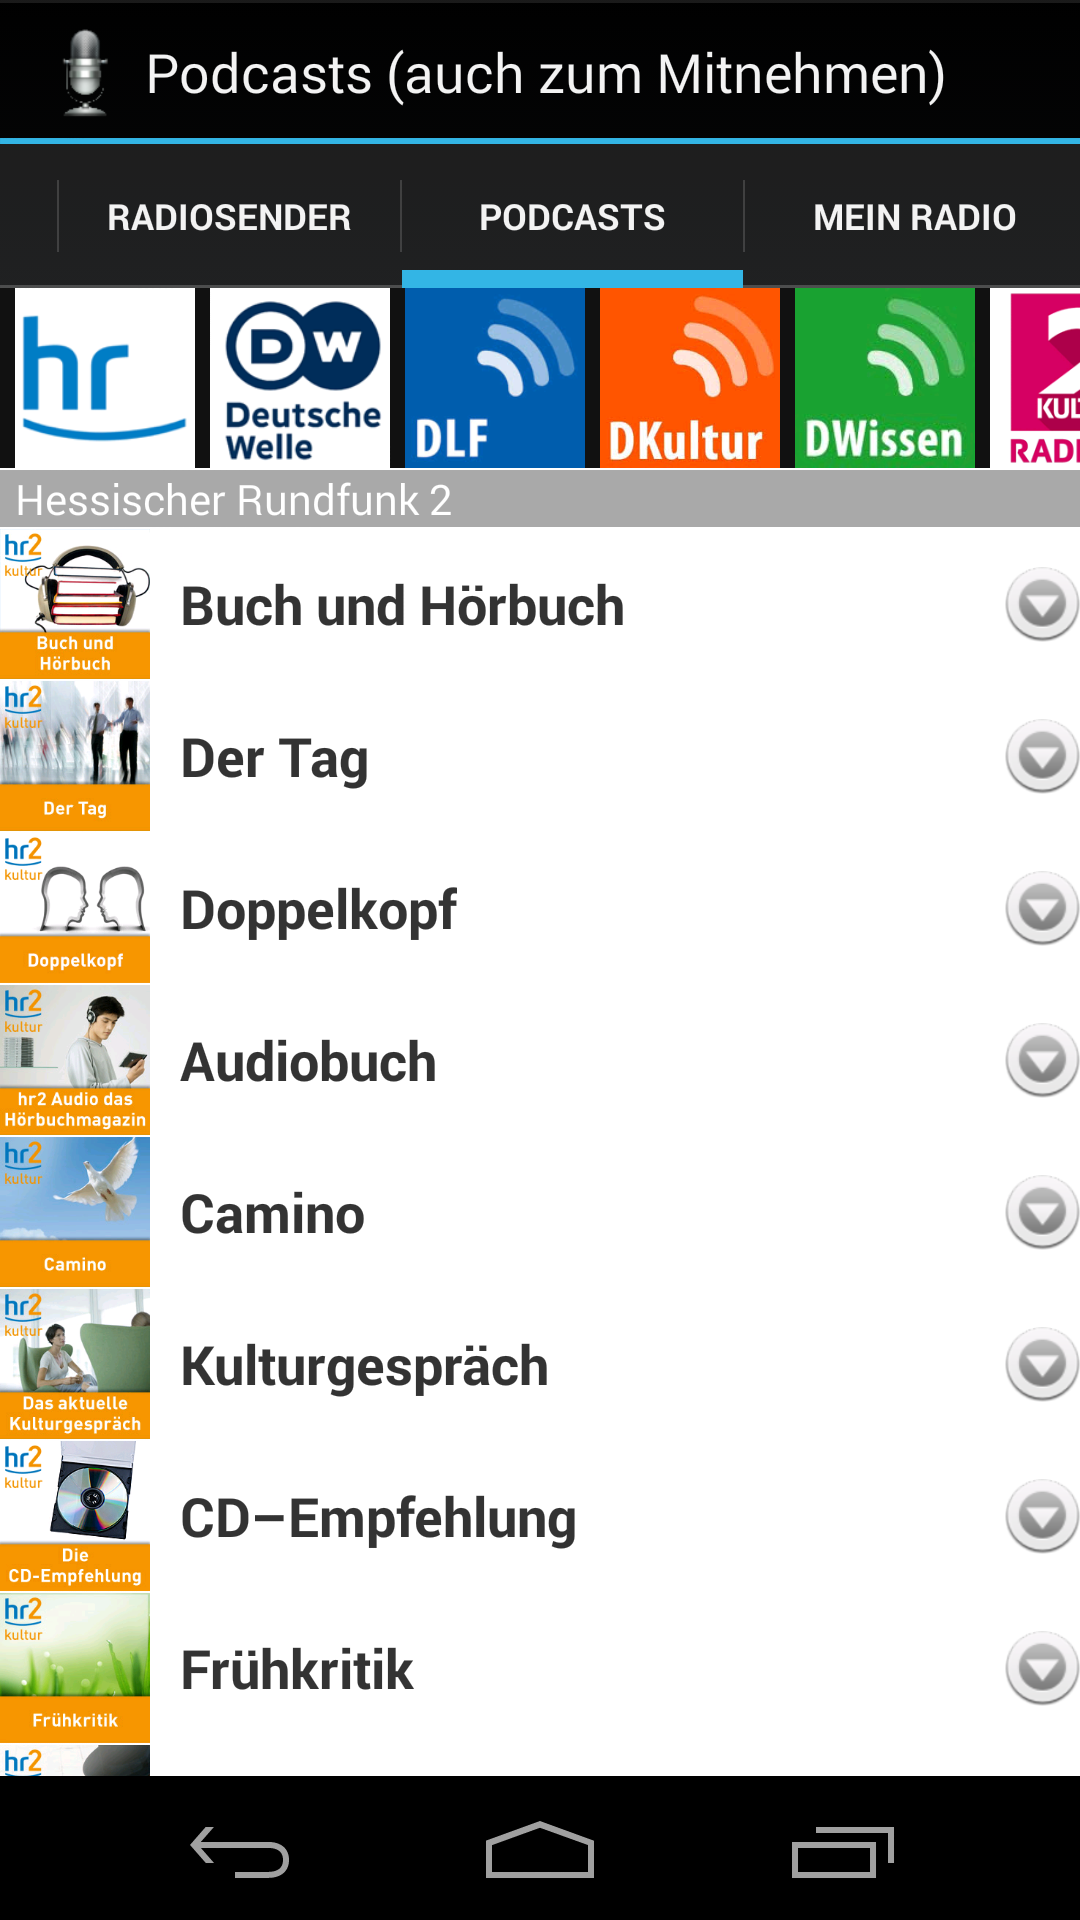 Podcasts (auch zum Mitnehmen)
RADIOSENDER
PODCASTS
MEIN RADIO
hr
DW
Deutsche
Welle
DLF
DKultur
DWissen
2
KUL
RADI
Hessischer Rundfunk 2
hr2
kultur
Buch und
Hörbuch
Buch und Hörbuch
hr2
kultur
Der Tag
Der Tag
hr2
kultur
Doppelkopf
Doppelkopf
hr2
kultur
hr2 Audio das
Hörbuchmagazin
Audiobuch
hr2
kultur
Camino
Camino
hr2
kultur
Das aktuelle
Kulturgespräch
Kulturgespräch
hr2
kultur
Die
CD-Empfehlung
CD–Empfehlung
hr2
kultur
Frühkritik
Frühkritik
hr2